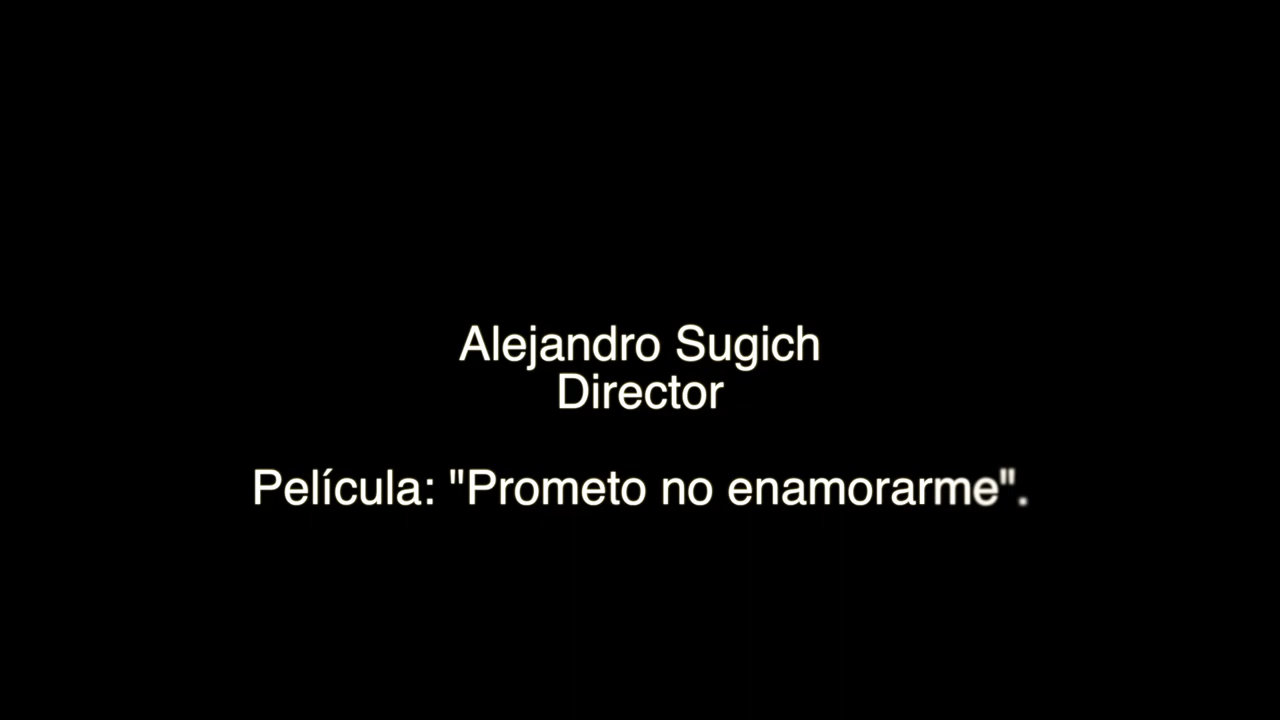 Alejandro Sugich
Director
Película: "Prometo no enamorarme".